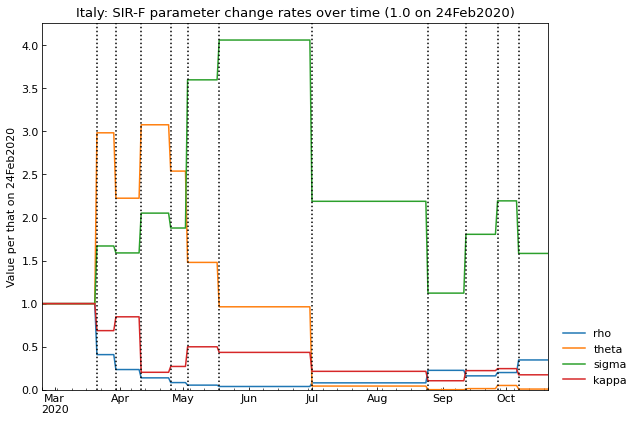 Italy: SIR-F parameter change rates over time (1.0 on 24Feb2020)
Value per that on 24Feb2020
4.0
3.5
3.0
2.5
2.0
1.5
1.0
0.5
0.0
Mar Apr May Jun Jul Aug Sep Oct
2020
rho
theta
sigma
kappa